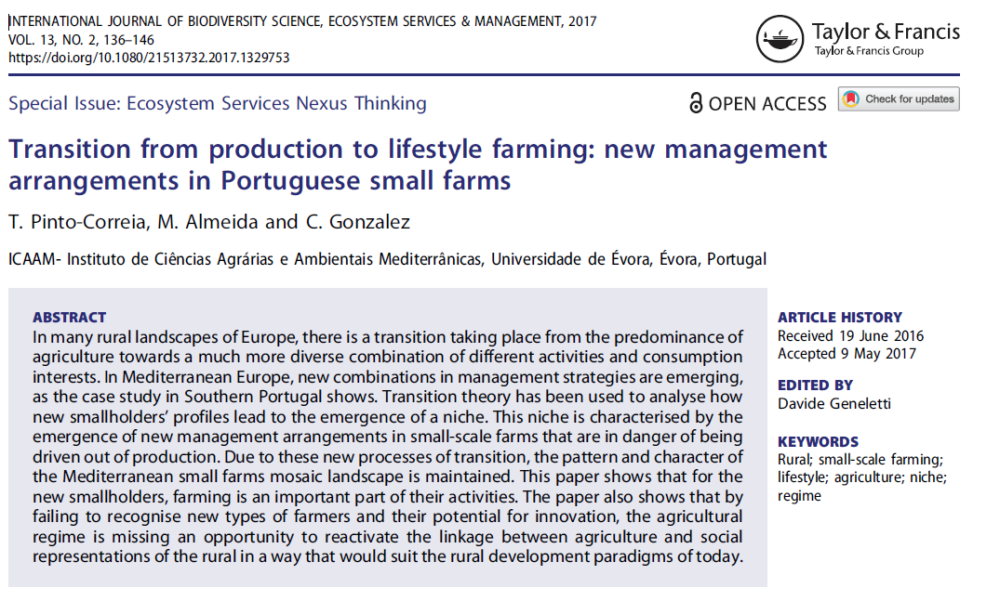 INTERNATIONAL JOURNAL OF BIODIVERSITY SCIENCE, ECOSYSTEM SERVICES & MANAGEMENT, 2017
VOL. 13, NO. 2, 136–146
https://doi.org/10.1080/21513732.2017.1329753
Taylor & Francis
Taylor & Francis Group
Special Issue: Ecosystem Services Nexus Thinking
OPEN ACCESS
Check for updates
Transition from production to lifestyle farming: new management
arrangements in Portuguese small farms
T. Pinto-Correia, M. Almeida and C. Gonzalez
ICAAM- Instituto de Ciências Agrárias e Ambientais Mediterrânicas, Universidade de Évora, Évora, Portugal
ABSTRACT
In many rural landscapes of Europe, there is a transition taking place from the predominance of
agriculture towards a much more diverse combination of different activities and consumption
interests. In Mediterranean Europe, new combinations in management strategies are emerging,
as the case study in Southern Portugal shows. Transition theory has been used to analyse how
new smallholders’ profiles lead to the emergence of a niche. This niche is characterised by the
emergence of new management arrangements in small-scale farms that are in danger of being
driven out of production. Due to these new processes of transition, the pattern and character of
the Mediterranean small farms mosaic landscape is maintained. This paper shows that for the
new smallholders, farming is an important part of their activities. The paper also shows that by
failing to recognise new types of farmers and their potential for innovation, the agricultural
regime is missing an opportunity to reactivate the linkage between agriculture and social
representations of the rural in a way that would suit the rural development paradigms of today.
ARTICLE HISTORY
Received 19 June 2016
Accepted 9 May 2017
EDITED BY
Davide Geneletti
KEYWORDS
Rural; small-scale farming;
lifestyle; agriculture; niche;
regime